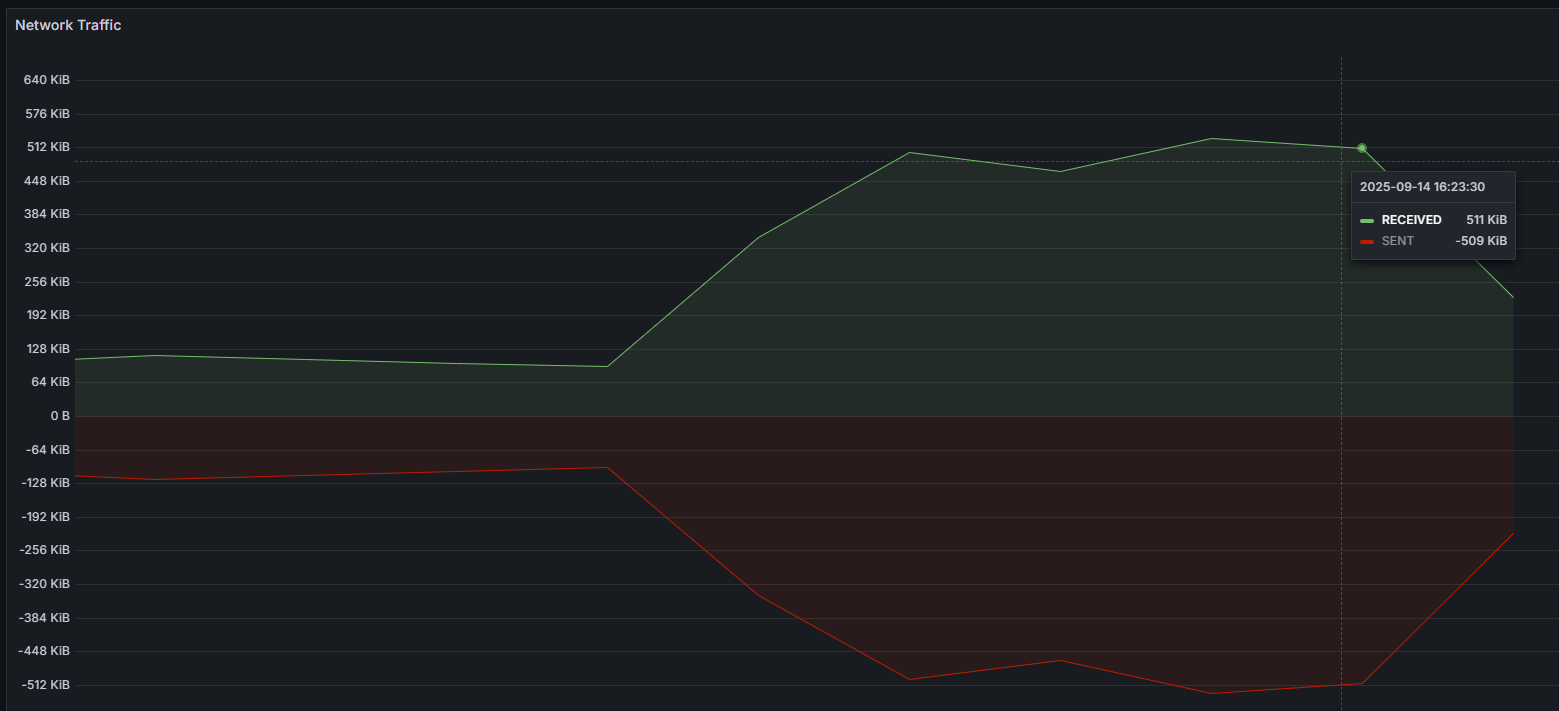 Network Traffic
640 KiB
576 KiB
512 KiB
448 KiB
384 KiB
320 KiB
256 KiB
192 KiB
128 KiB
64 KiB
0 B
-64 KiB
-128 KiB
-192 KiB
-256 KiB
-320 KiB
-384 KiB
-448 KiB
-512 KiB
2025-09-14 16:23:30
RECEIVED 511 KiB
SENT -509 KiB